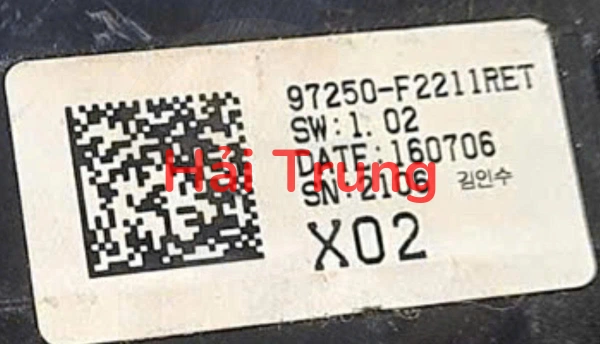 97250-F2211RET
SW:1. 02
DATE:160706
Hải Trung
SN:2106 김인수
X02